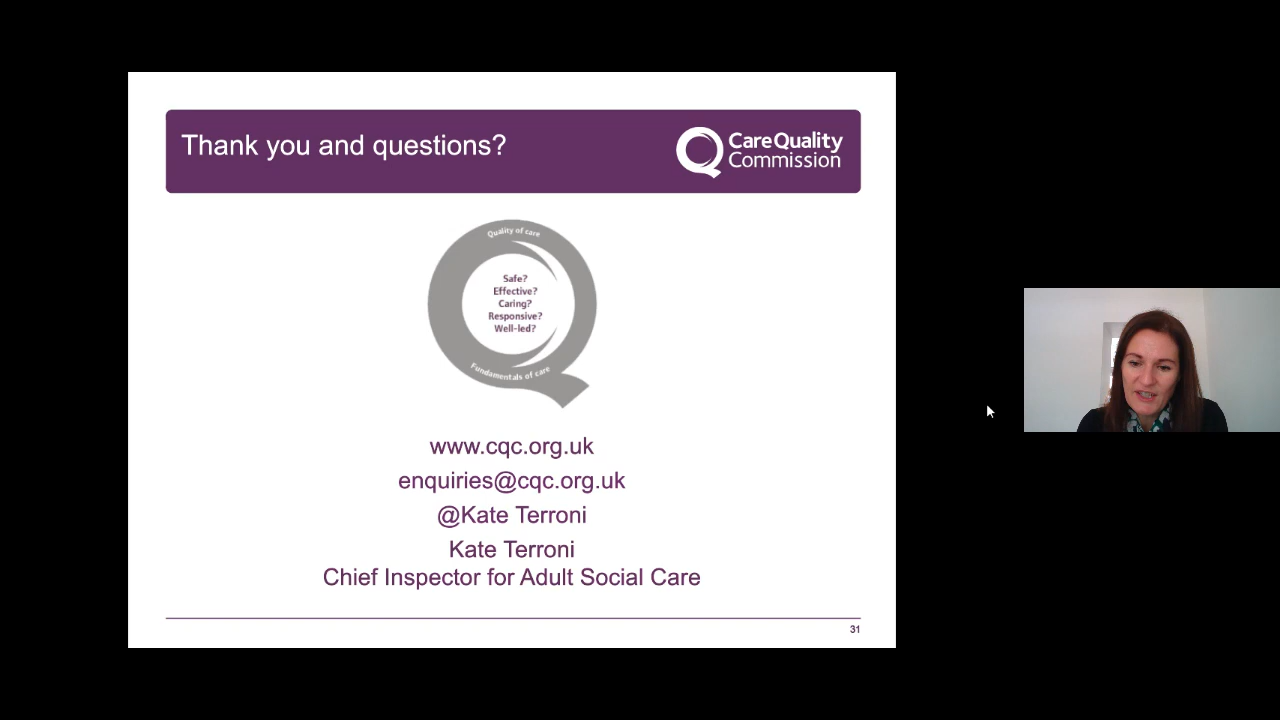 Thank you and questions?
CareQuality
Commission
Quality of care
Safe?
Effective?
Caring?
Responsive?
Well-led?
Fundamentals of care
www.cqc.org.uk
enquiries@cqc.org.uk
@Kate Terroni
Kate Terroni
Chief Inspector for Adult Social Care
31